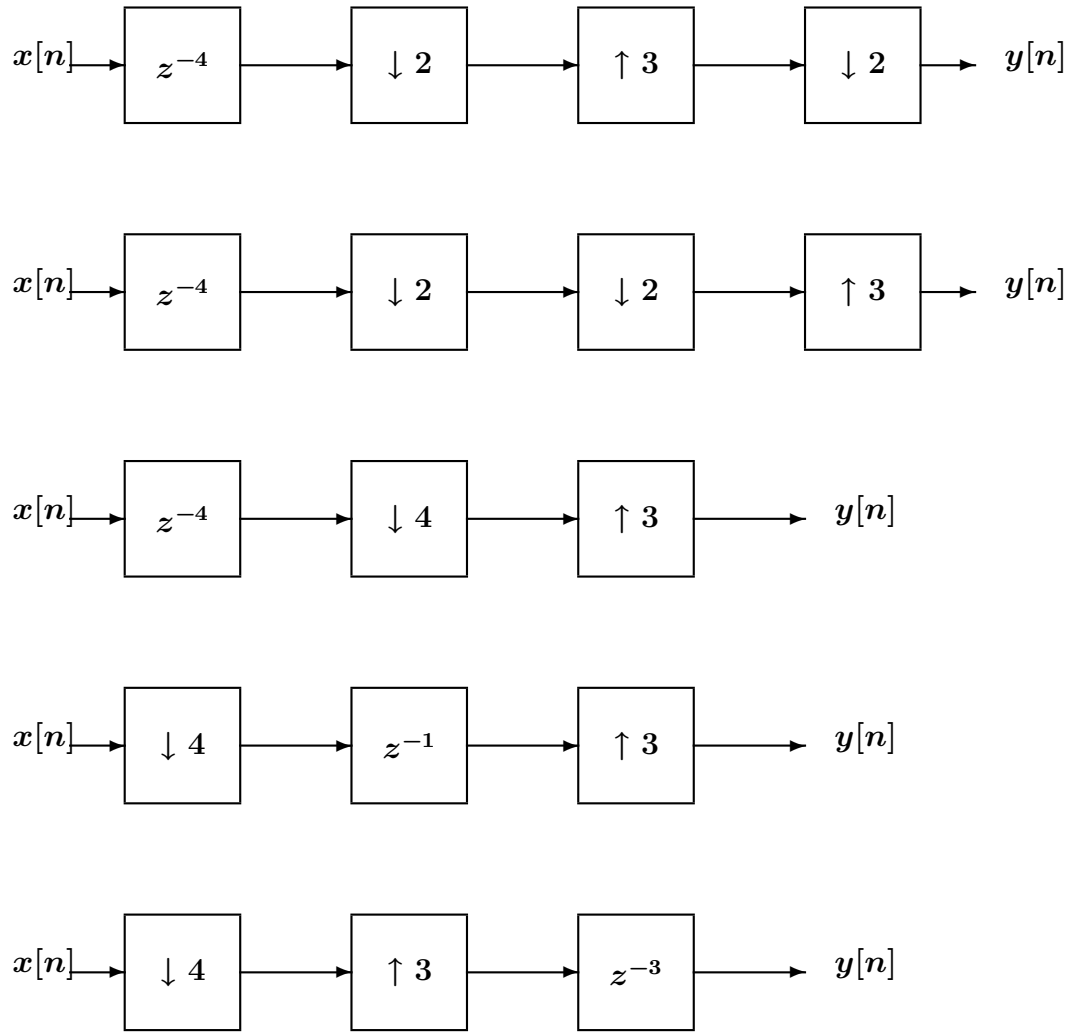 x[n] z⁻⁴ ↓ 2 ↑ 3 ↓ 2 y[n]
x[n] z⁻⁴ ↓ 2 ↓ 2 ↑ 3 y[n]
x[n] z⁻⁴ ↓ 4 ↑ 3 y[n]
x[n] ↓ 4 z⁻¹ ↑ 3 y[n]
x[n] ↓ 4 ↑ 3 z⁻³ y[n]